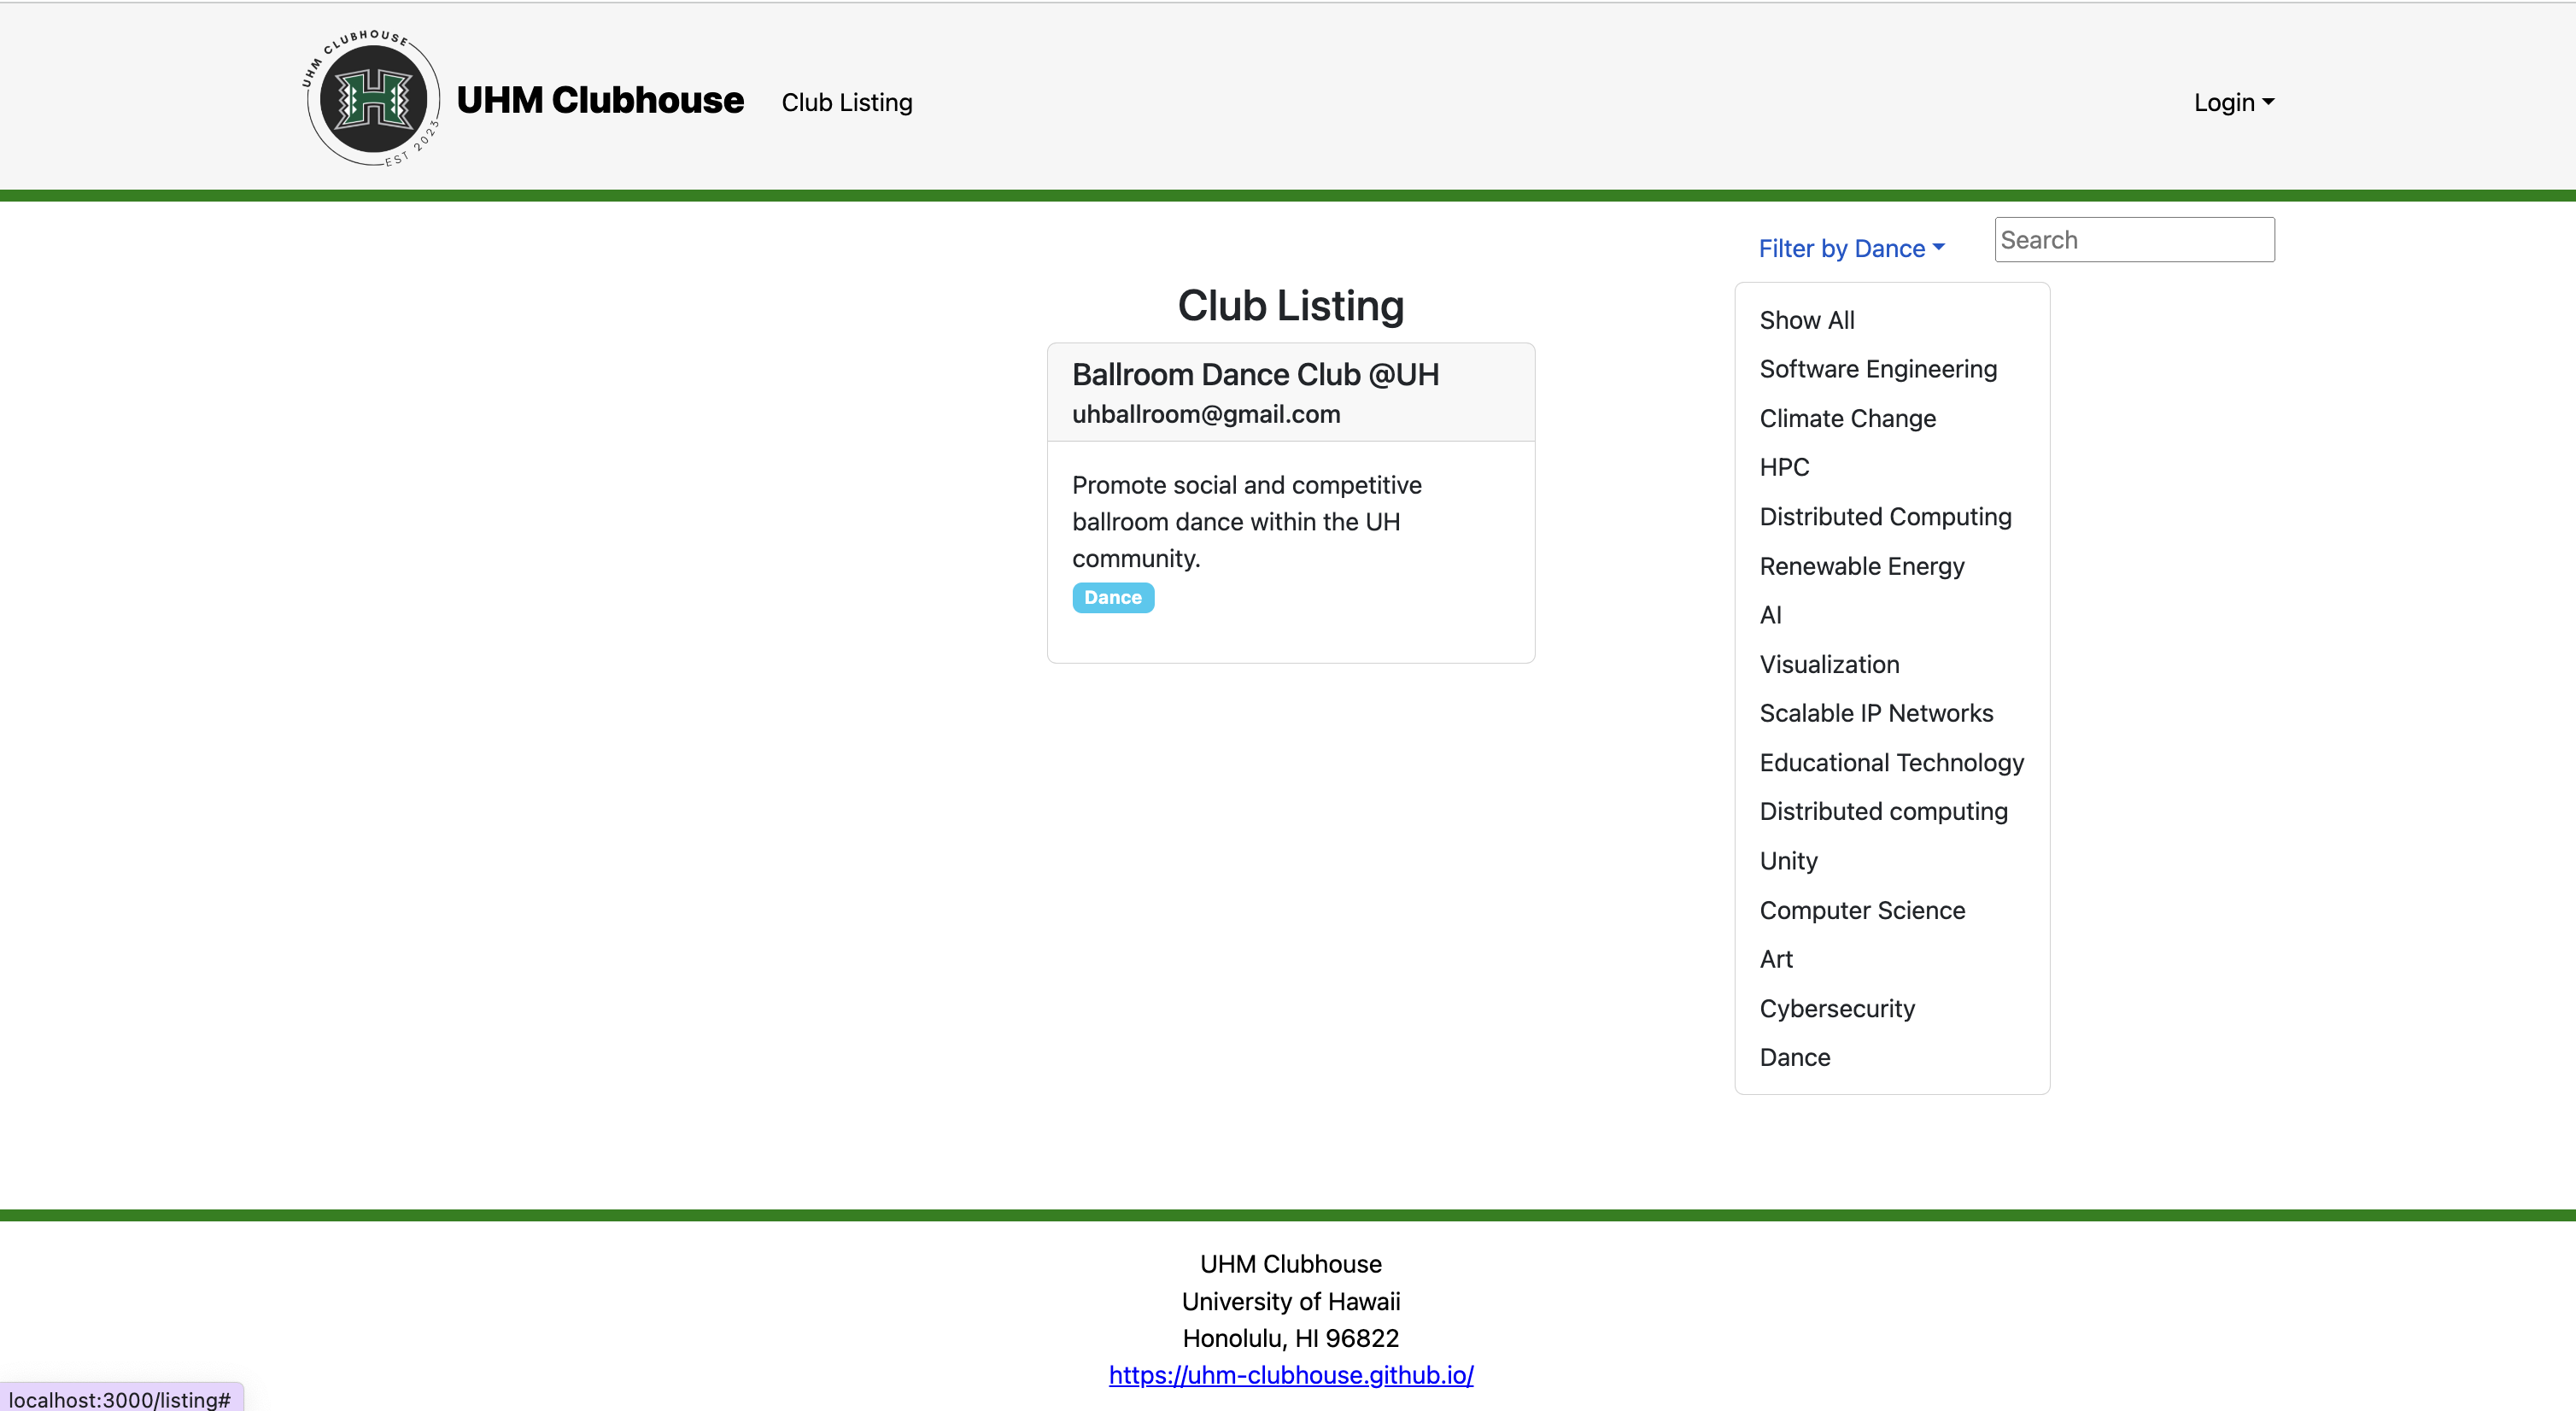 UHM CLUBHOUSE
H
EST 2023
UHM Clubhouse
Club Listing
Login
Filter by Dance
Search
Show All
Software Engineering
Climate Change
HPC
Distributed Computing
Renewable Energy
AI
Visualization
Scalable IP Networks
Educational Technology
Distributed computing
Unity
Computer Science
Art
Cybersecurity
Dance
Club Listing
Ballroom Dance Club @UH
uhballroom@gmail.com
Promote social and competitive
ballroom dance within the UH
community.
Dance
UHM Clubhouse
University of Hawaii
Honolulu, HI 96822
https://uhm-clubhouse.github.io/
localhost:3000/listing#